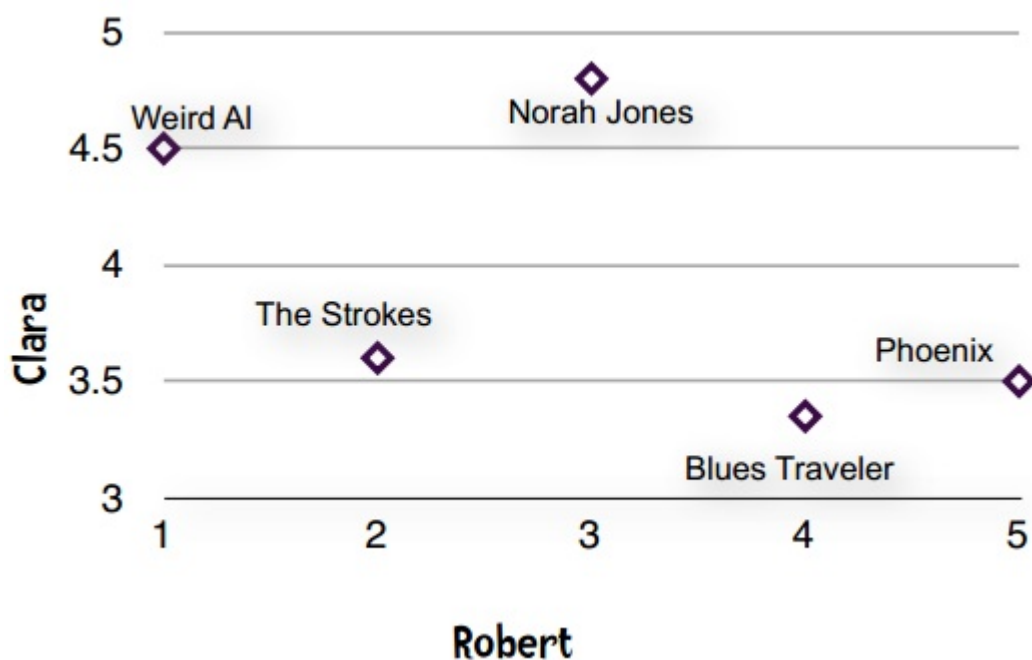 5
Weird Al
Norah Jones
4.5
4
The Strokes
Clara
Phoenix
3.5
Blues Traveler
3
1 2 3 4 5
Robert